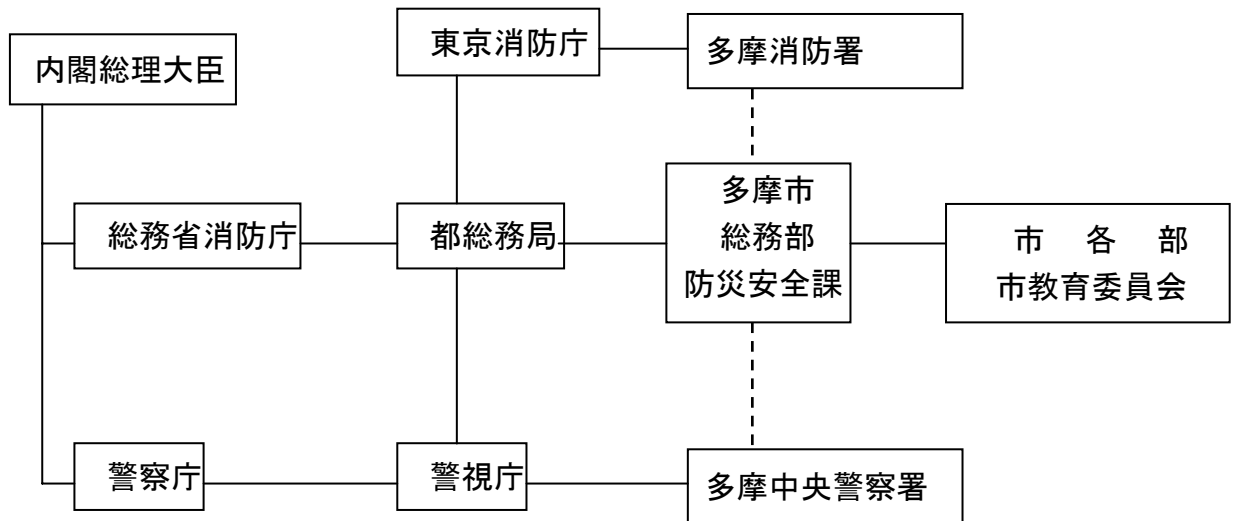 東京消防庁
多摩消防署
内閣総理大臣
総務省消防庁
都総務局
多摩市
総務部
防災安全課
市 各 部
市教育委員会
警察庁
警視庁
多摩中央警察署